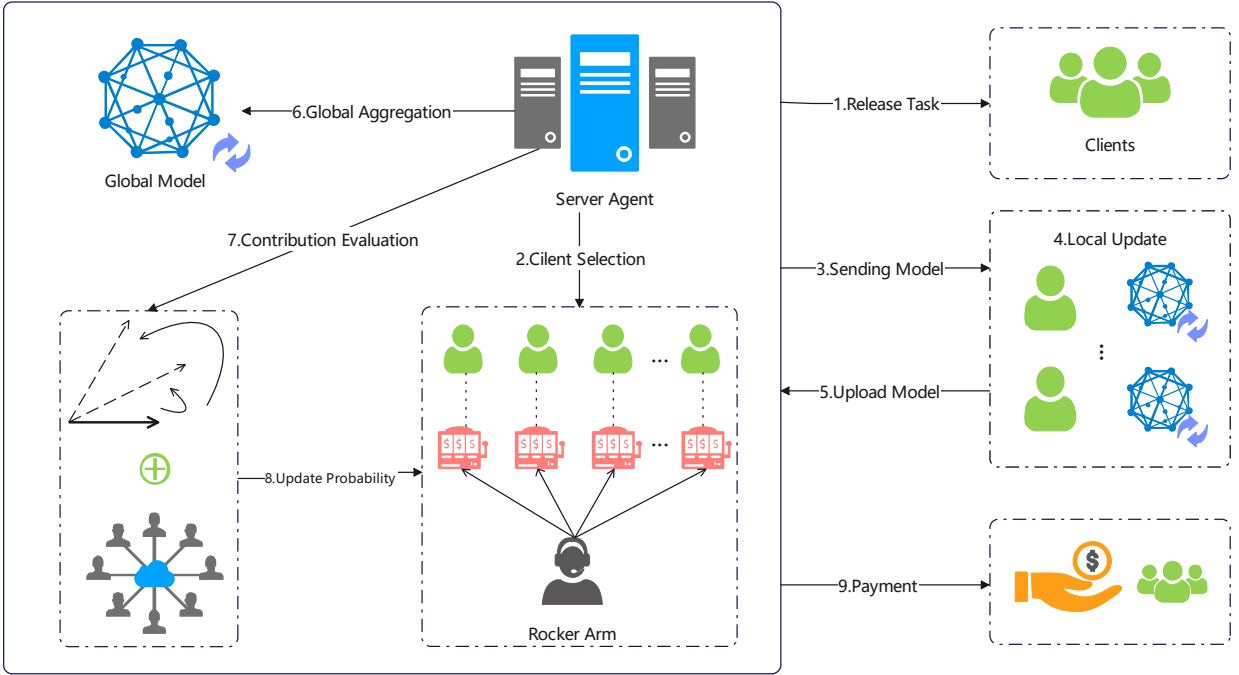 6.Global Aggregation
1.Release Task
Clients
Global Model
Server Agent
7.Contribution Evaluation
2.Cilent Selection
4.Local Update
3.Sending Model
...
...
5.Upload Model
$ $ S
$ $ S
$ $ S
...
$ $ S
8.Update Probability
$
9.Payment
Rocker Arm